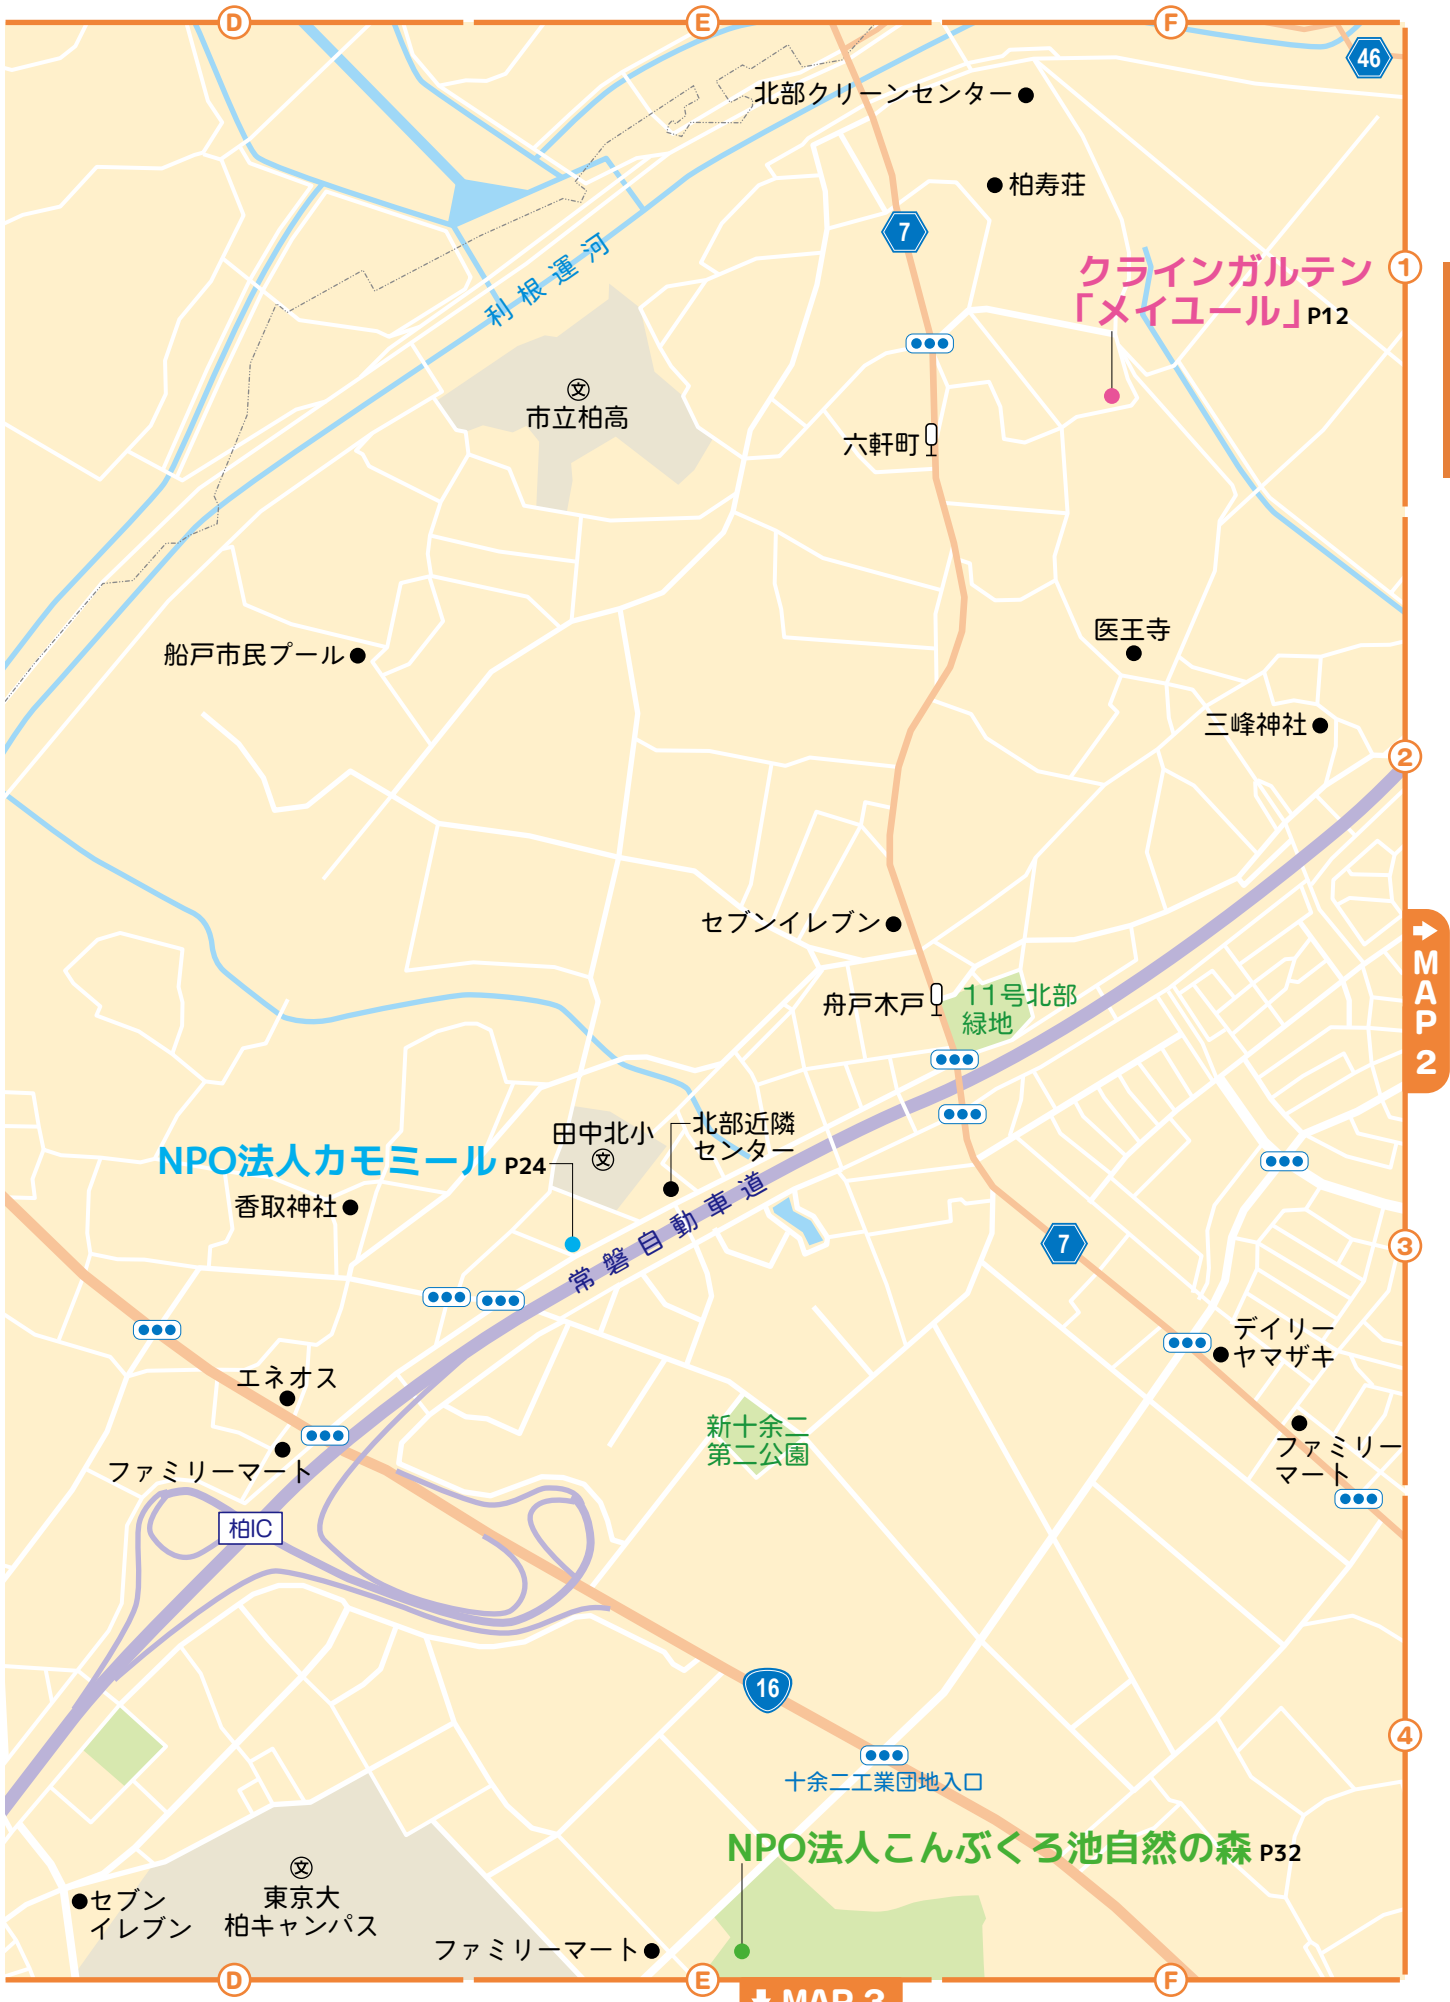 D
E
F
46
北部クリーンセンター
柏寿荘
7
利根運河
クラインガルテン
「メイユール」P12
1
文
市立柏高
六軒町
医王寺
船戸市民プール
三峰神社
2
セブンイレブン
舟戸木戸
11号北部
緑地
MAP 2
田中北小
文
北部近隣
センター
NPO法人カモミール P24
香取神社
常磐自動車道
7
3
デイリー
ヤマザキ
エネオス
ファミリーマート
新十余二
第二公園
ファミリー
マート
柏IC
16
4
十余二工業団地入口
NPO法人こんぶくろ池自然の森 P32
文
東京大
柏キャンパス
セブン
イレブン
ファミリーマート
D
E
F
MAP 3